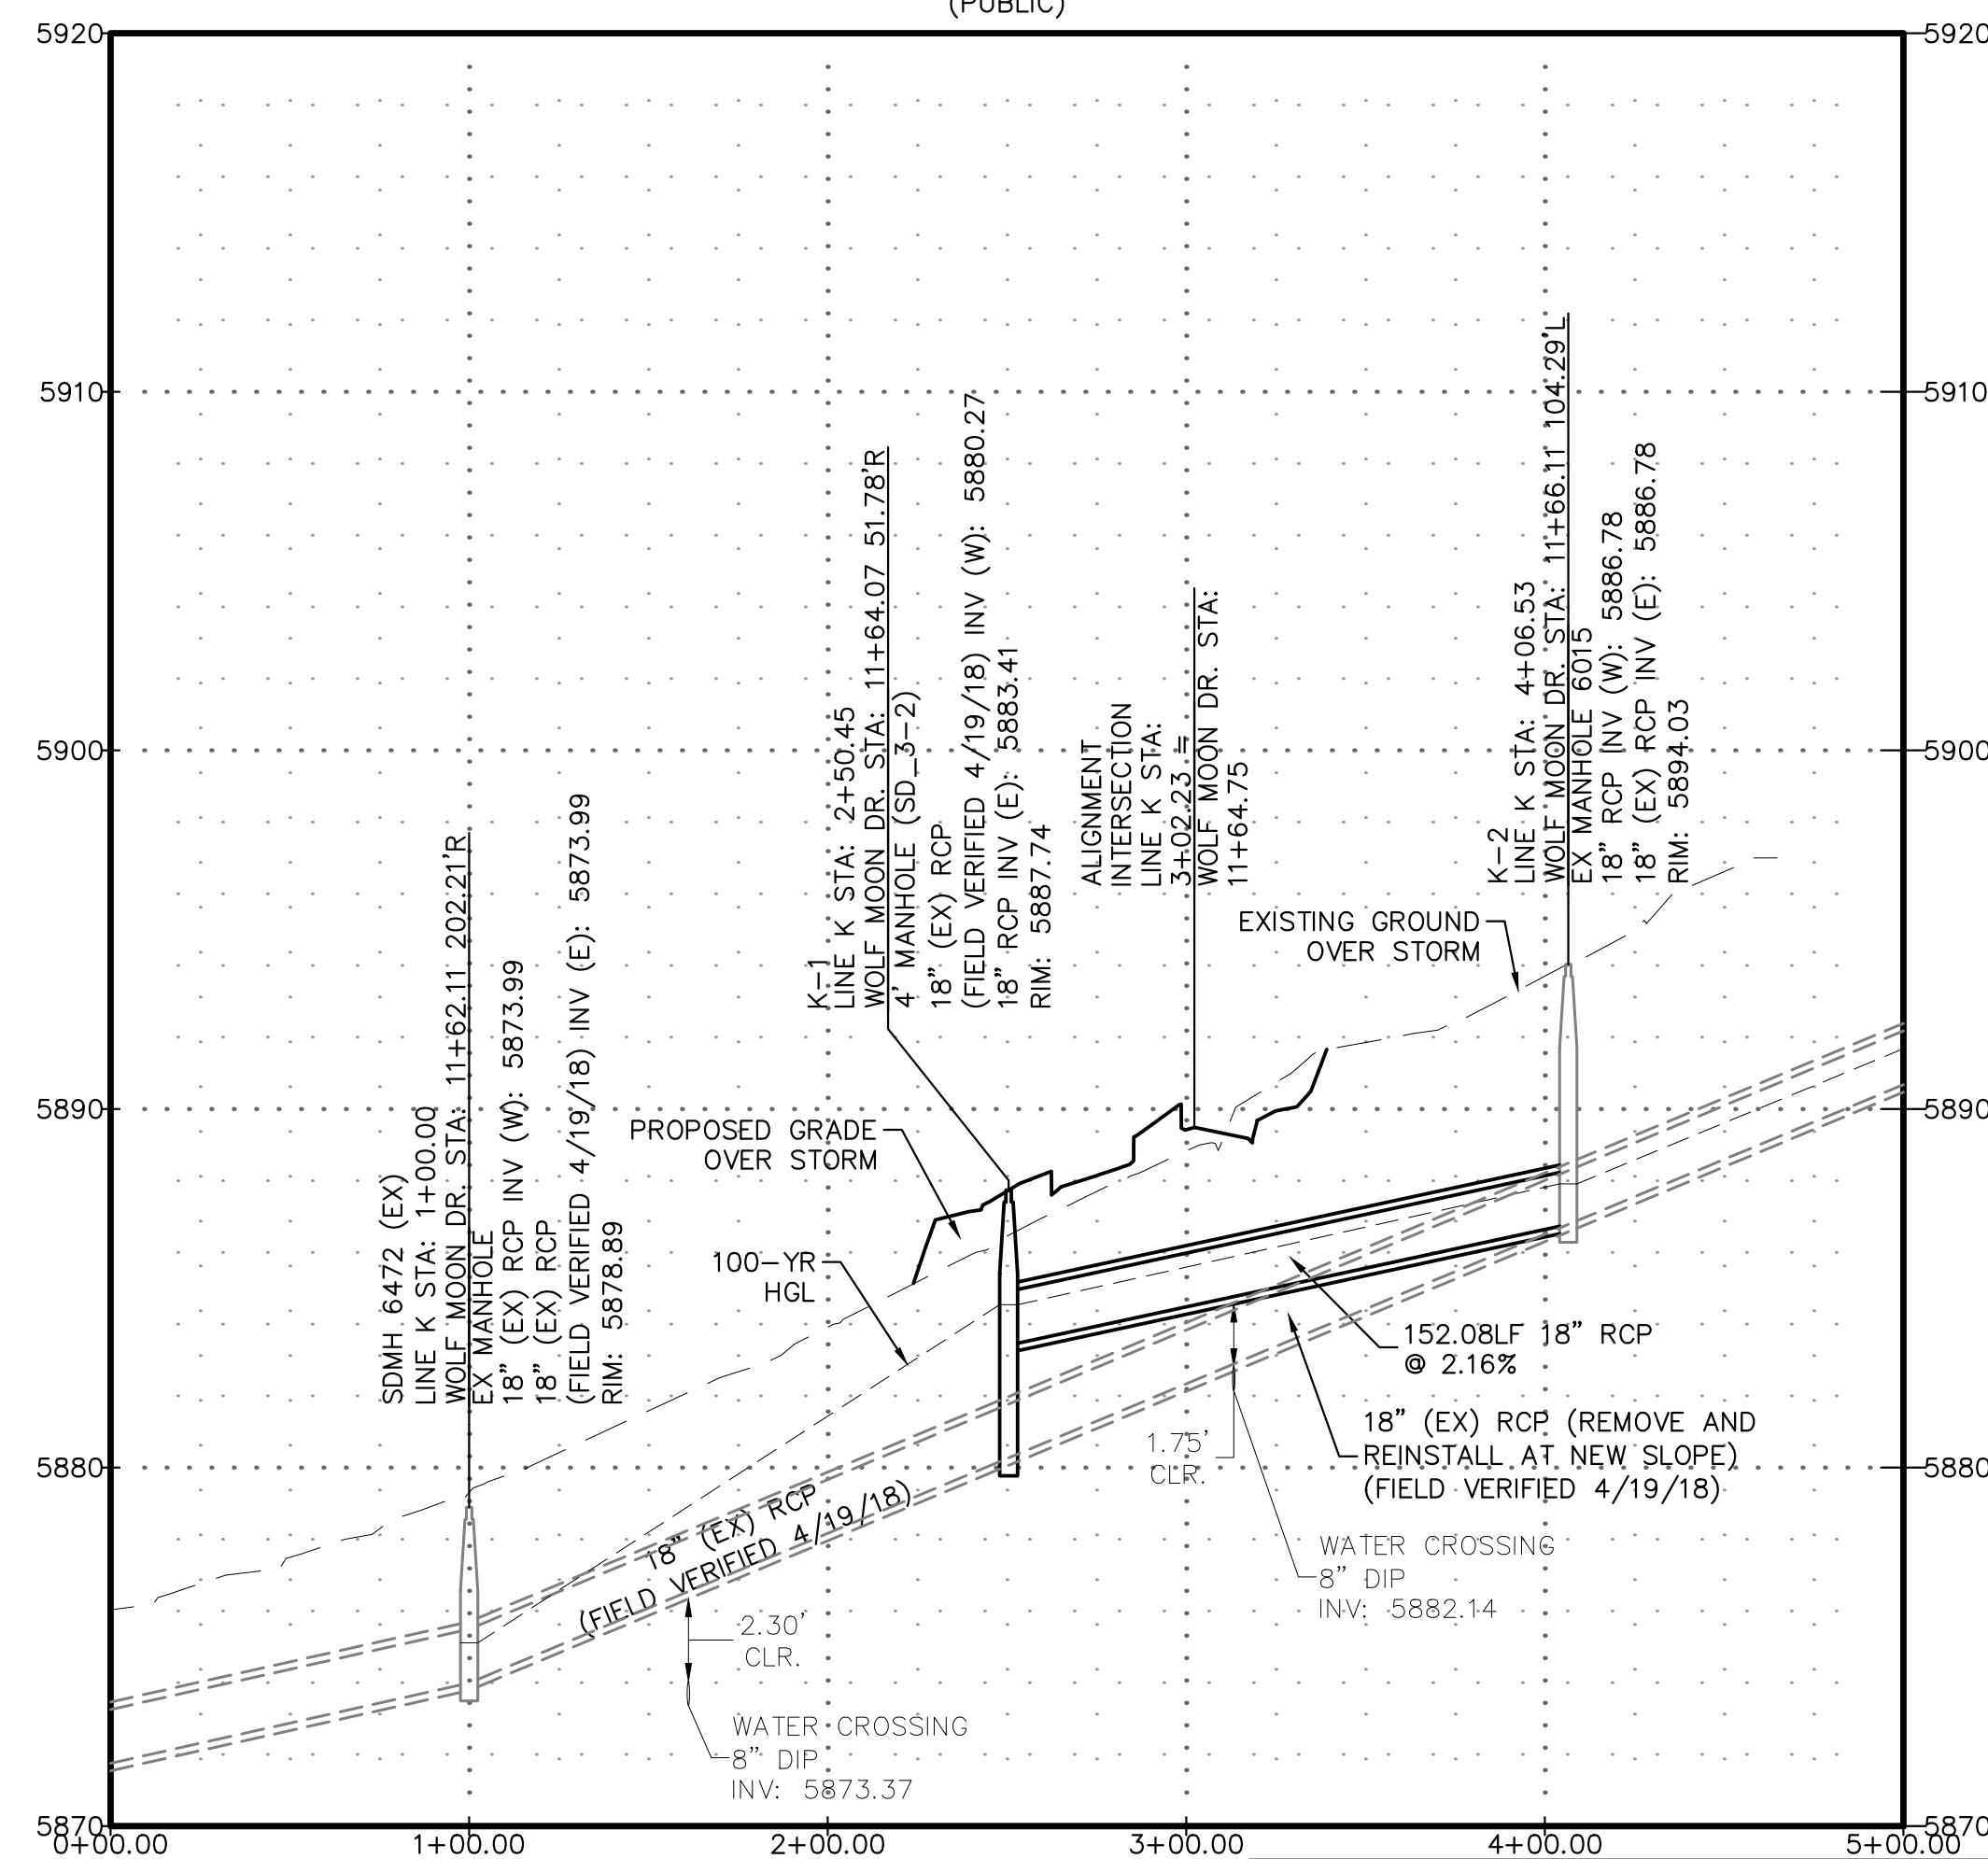 (PUBLIC)
5920
5920
5910
5910
5900
5900
5890
5890
5880
5880
5870
5870
0+00.00
1+00.00
2+00.00
3+00.00
4+00.00
5+00.00
SDMH 6472 (EX)
LINE K STA: 1+00.00
WOLF MOON DR. STA: 11+62.11 202.21'R
EX MANHOLE
18" (EX) RCP INV (W): 5873.99
18" (EX) RCP
(FIELD VERIFIED 4/19/18) INV (E): 5873.99
RIM: 5878.89
K-1
LINE K STA: 2+50.45
WOLF MOON DR. STA: 11+64.07 51.78'R
4' MANHOLE (SD_3-2)
18" (EX) RCP
(FIELD VERIFIED 4/19/18) INV (W): 5880.27
18" RCP INV (E): 5883.41
RIM: 5887.74
ALIGNMENT
INTERSECTION
LINE K STA:
3+02.23 =
WOLF MOON DR. STA:
11+64.75
K-2
LINE K STA: 4+06.53
WOLF MOON DR. STA: 11+66.11 104.29'L
EX MANHOLE 6015
18" RCP INV (W): 5886.78
18" (EX) RCP INV (E): 5886.78
RIM: 5894.03
EXISTING GROUND
OVER STORM
PROPOSED GRADE
OVER STORM
100-YR
HGL
152.08LF 18" RCP
@ 2.16%
18" (EX) RCP (REMOVE AND
REINSTALL AT NEW SLOPE)
(FIELD VERIFIED 4/19/18)
1.75'
CLR.
WATER CROSSING
8" DIP
INV: 5882.14
18" (EX) RCP
(FIELD VERIFIED 4/19/18)
2.30'
CLR.
WATER CROSSING
8" DIP
INV: 5873.37